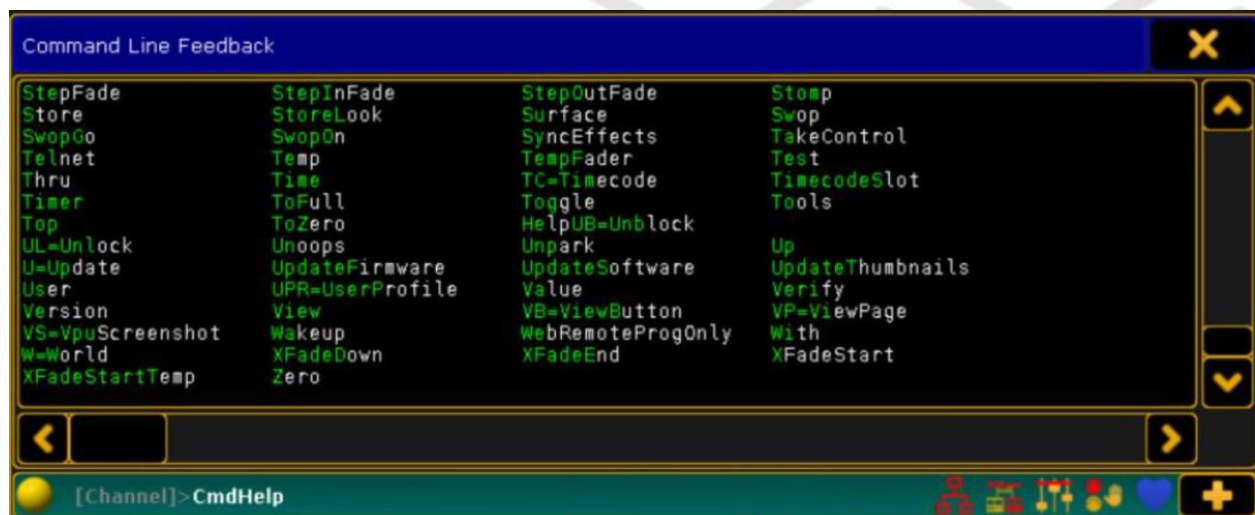 Command Line Feedback
StepFade StepInFade StepOutFade Stomp
Store StoreLook Surface Swop
SwopGo SwopOn SyncEffects TakeControl
Telnet Temp TempFader Test
Thru Time TC=Timecode TimecodeSlot
Timer ToFull Toggle Tools
Top ToZero HelpUB=Unblock
UL=Unlock Unoops Unpark Up
U=Update UpdateFirmware UpdateSoftware UpdateThumbnails
User UPR=UserProfile Value Verify
Version View VB=ViewButton VP=ViewPage
VS=VpuScreenshot Wakeup WebRemoteProgOnly With
W=World XFadeDown XFadeEnd XFadeStart
XFadeStartTemp Zero
[Channel]>CmdHelp